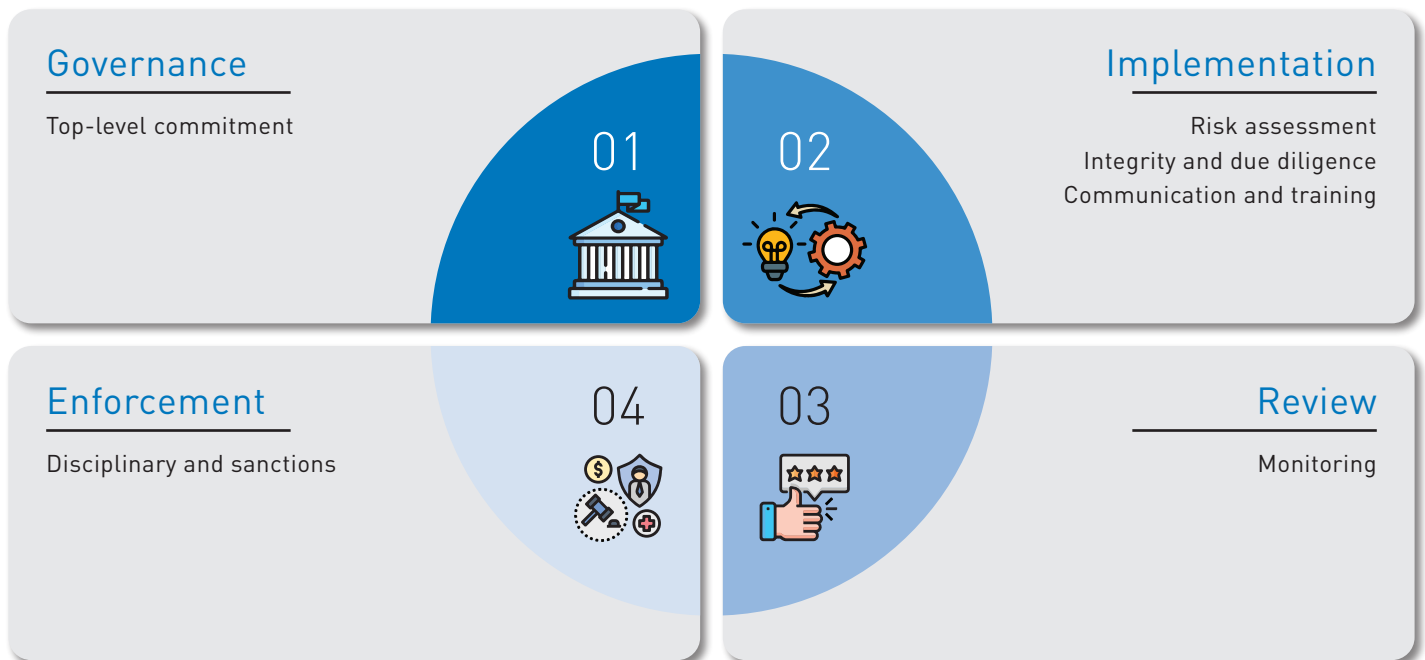 Governance
Top-level commitment
01
02
Implementation
Risk assessment
Integrity and due diligence
Communication and training
Enforcement
Disciplinary and sanctions
04
$
03
Review
Monitoring